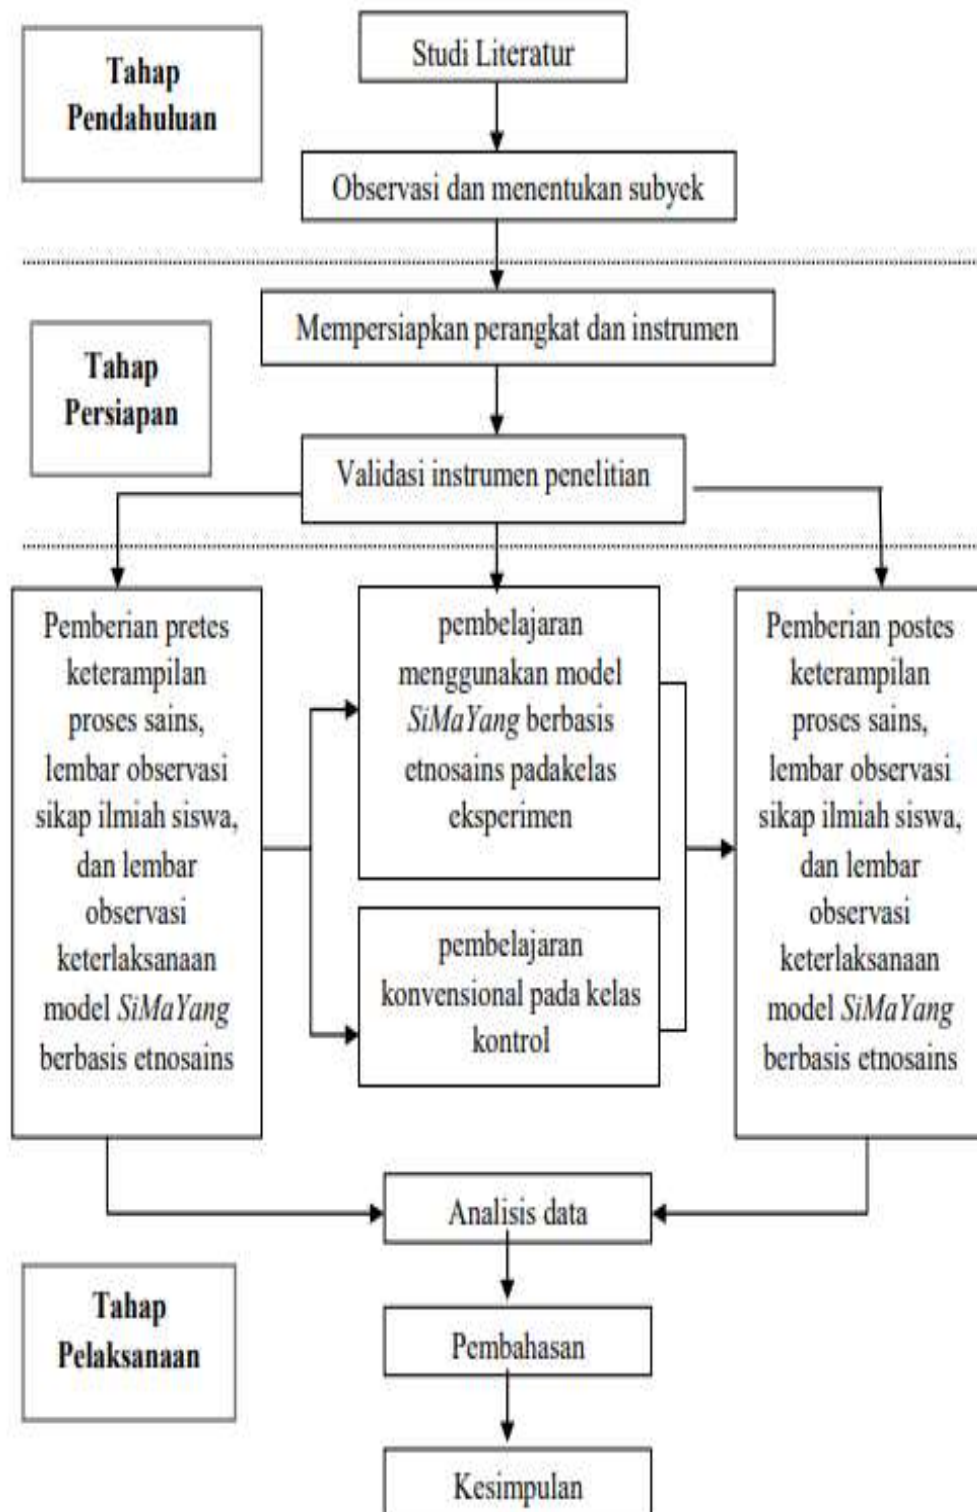 Tahap
Pendahuluan
Studi Literatur
Observasi dan menentukan subyek
Tahap
Persiapan
Mempersiapkan perangkat dan instrumen
Validasi instrumen penelitian
Pemberian pretes
keterampilan
proses sains,
lembar observasi
sikap ilmiah siswa,
dan lembar
observasi
keterlaksanaan
model SiMaYang
berbasis etnosains
pembelajaran
menggunakan model
SiMaYang berbasis
etnosains padakelas
eksperimen
pembelajaran
konvensional pada kelas
kontrol
Pemberian postes
keterampilan
proses sains,
lembar observasi
sikap ilmiah siswa,
dan lembar
observasi
keterlaksanaan
model SiMaYang
berbasis etnosains
Tahap
Pelaksanaan
Analisis data
Pembahasan
Kesimpulan